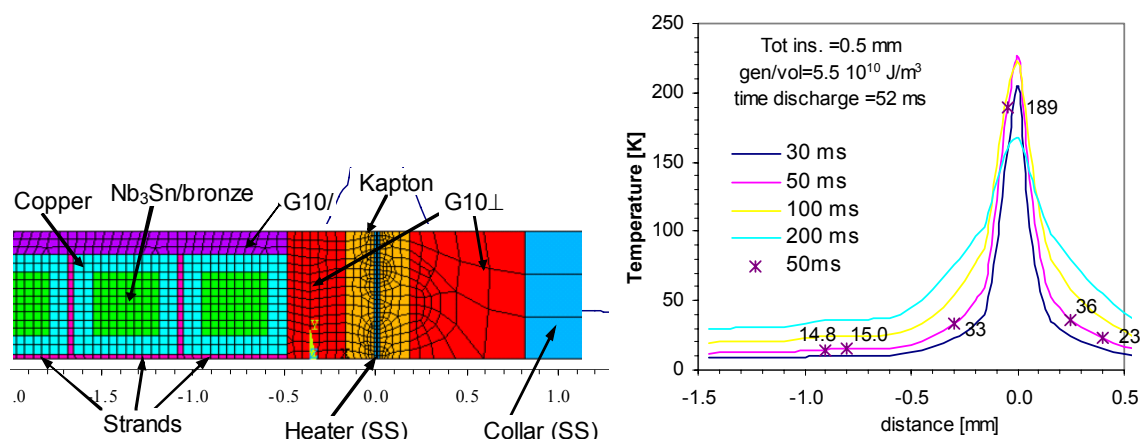 Copper
Nb₃Sn/bronze
G10/
Kapton
G10⊥
.0
-1.5
-1.0
-0.5
0.0
0.5
1.0
Strands
Heater (SS)
Collar (SS)
Temperature [K]
250
200
150
100
50
0
Tot ins. =0.5 mm
gen/vol=5.5 10¹⁰ J/m³
time discharge =52 ms
30 ms
50 ms
100 ms
200 ms
50ms
189
14.8
15.0
33
36
23
-1.5
-1.0
-0.5
0.0
0.5
distance [mm]